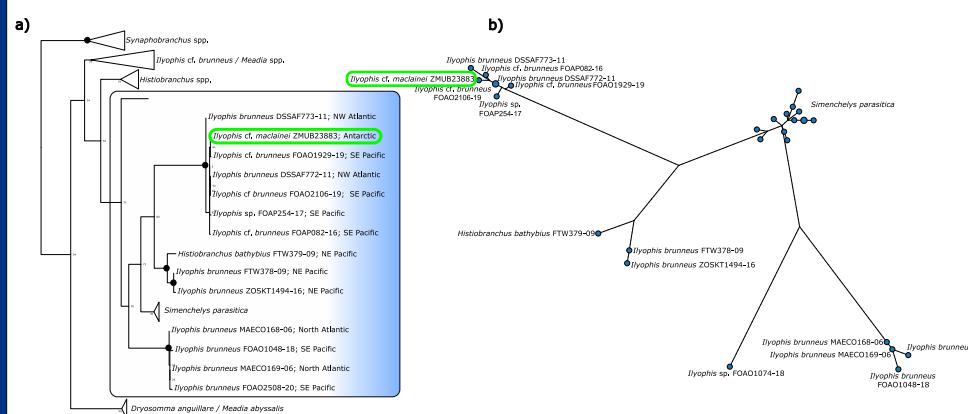 a)
Synaphobranchus spp.
Ilyophis cf. brunneus / Meadia spp.
Histiobranchus spp.
Ilyophis brunneus DSSAF773-11; NW Atlantic
Ilyophis cf. maclainei ZMUB23883; Antarctic
Ilyophis cf. brunneus FOAO1929-19; SE Pacific
Ilyophis brunneus DSSAF772-11; NW Atlantic
Ilyophis cf brunneus FOAO2106-19; SE Pacific
Ilyophis sp. FOAP254-17; SE Pacific
Ilyophis cf. brunneus FOAP082-16; SE Pacific
Histiobranchus bathybius FTW379-09; NE Pacific
Ilyophis brunneus FTW378-09; NE Pacific
Ilyophis brunneus ZOSKT1494-16; NE Pacific
Simenchelys parasitica
Ilyophis brunneus MAECO168-06; North Atlantic
Ilyophis brunneus FOAO1048-18; SE Pacific
Ilyophis brunneus MAECO169-06; North Atlantic
Ilyophis brunneus FOAO2508-20; SE Pacific
Dryosomma anguillare / Meadia abyssalis
b)
Ilyophis brunneus DSSAF773-11
Ilyophis cf. brunneus FOAP082-16
Ilyophis cf. maclainei ZMUB23883
Ilyophis brunneus DSSAF772-11
Ilyophis cf. brunneus FOAO1929-19
Ilyophis cf. brunneus
FOAO2106-19
Ilyophis sp.
FOAP254-17
Simenchelys parasitica
Histiobranchus bathybius FTW379-09
Ilyophis brunneus FTW378-09
Ilyophis brunneus ZOSKT1494-16
Ilyophis brunneus MAECO168-06
Ilyophis brunneu
Ilyophis brunneus MAECO169-06
Ilyophis sp. FOAO1074-18
Ilyophis brunneus
FOAO1048-18